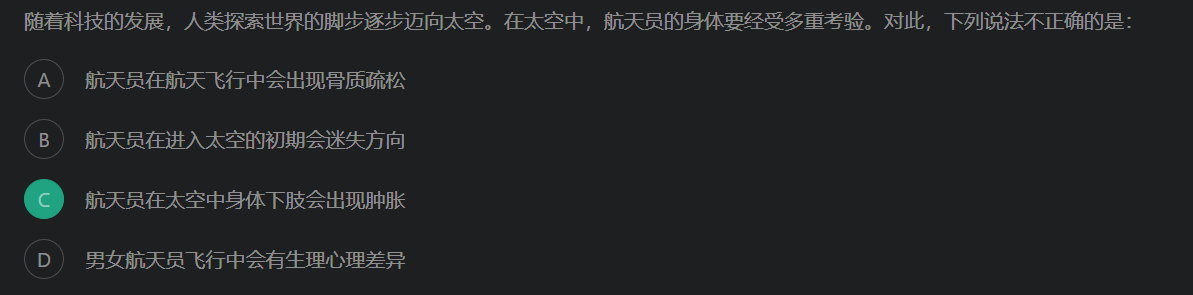 随着科技的发展，人类探索世界的脚步逐步迈向太空。在太空中，航天员的身体要经受多重考验。对此，下列说法不正确的是：
A 航天员在航天飞行中会出现骨质疏松
B 航天员在进入太空的初期会迷失方向
C 航天员在太空中身体下肢会出现肿胀
D 男女航天员飞行中会有生理心理差异